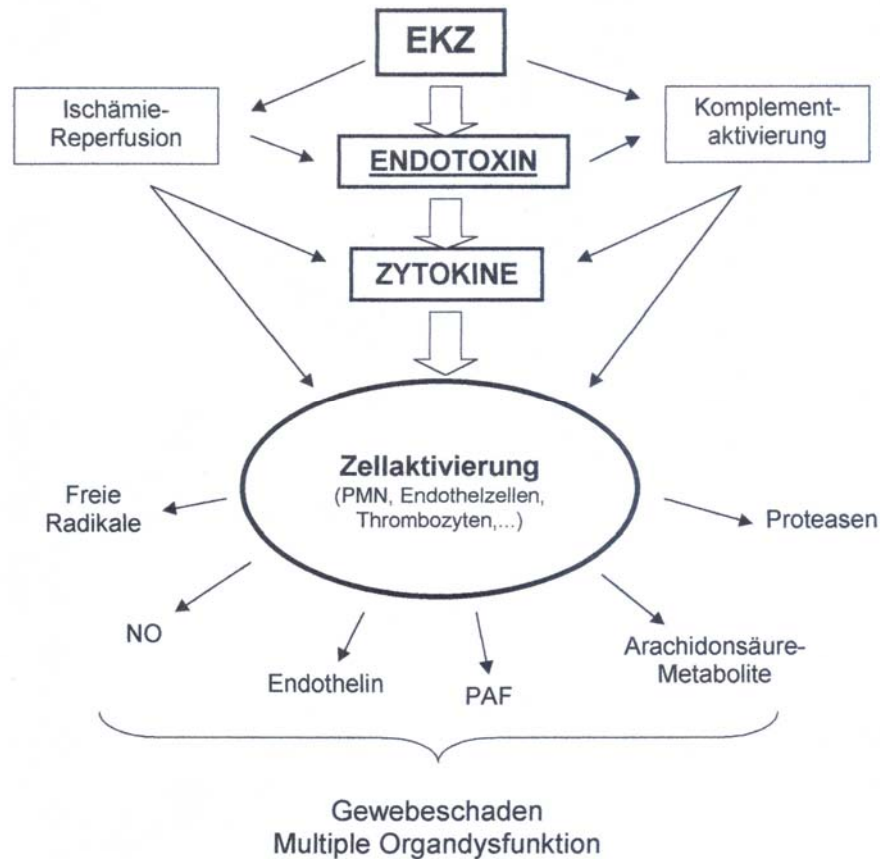 EKZ
Ischämie-
Reperfusion
Komplement-
aktivierung
ENDOTOXIN
ZYTOKINE
Zellaktivierung
(PMN, Endothelzellen,
Thrombozyten,...)
Freie
Radikale
Proteasen
NO
Endothelin
PAF
Arachidonsäure-
Metabolite
Gewebeschaden
Multiple Organdysfunktion